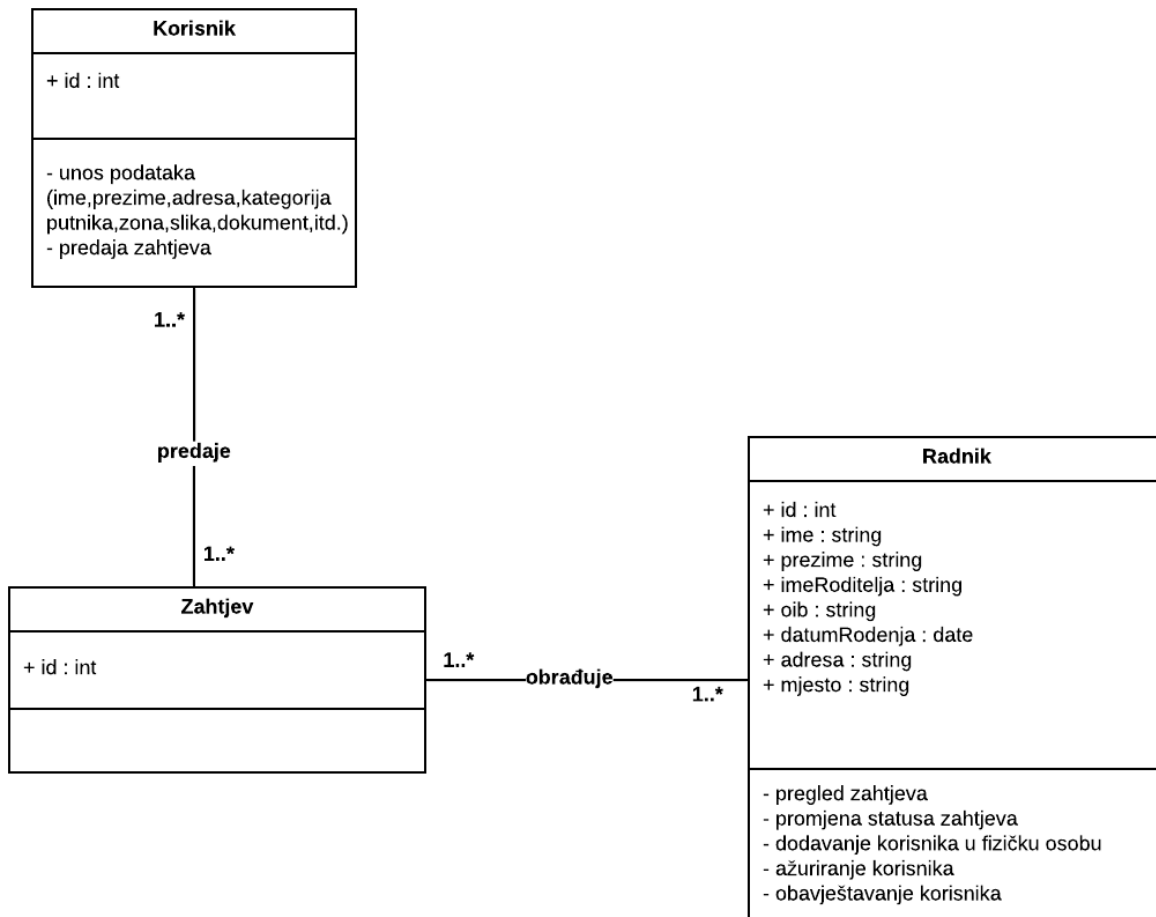 Korisnik
+ id : int
- unos podataka
(ime,prezime,adresa,kategorija
putnika,zona,slika,dokument,itd.)
- predaja zahtjeva
1..*
predaje
1..*
Zahtjev
+ id : int
1..*
obrađuje
1..*
Radnik
+ id : int
+ ime : string
+ prezime : string
+ imeRoditelja : string
+ oib : string
+ datumRodenja : date
+ adresa : string
+ mjesto : string
- pregled zahtjeva
- promjena statusa zahtjeva
- dodavanje korisnika u fizičku osobu
- ažuriranje korisnika
- obavještavanje korisnika